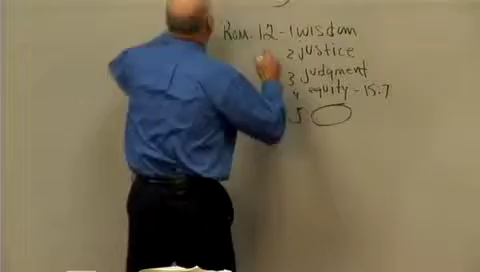 Rom. 12 - 1 wisdom
2 justice
3 judgment
4 equity - 15:7
5